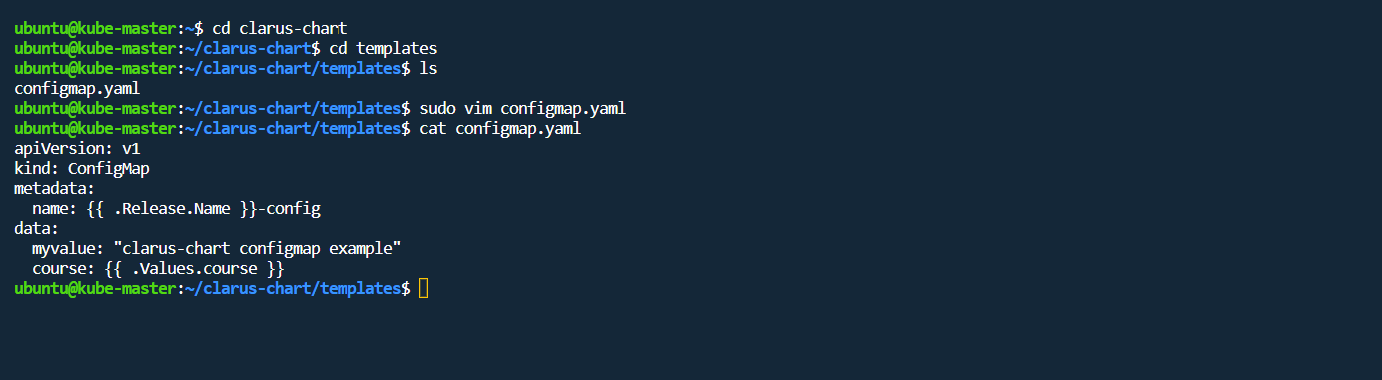 ubuntu@kube-master:~$ cd clarus-chart
ubuntu@kube-master:~/clarus-chart$ cd templates
ubuntu@kube-master:~/clarus-chart/templates$ ls
configmap.yaml
ubuntu@kube-master:~/clarus-chart/templates$ sudo vim configmap.yaml
ubuntu@kube-master:~/clarus-chart/templates$ cat configmap.yaml
apiVersion: v1
kind: ConfigMap
metadata:
  name: {{ .Release.Name }}-config
data:
  myvalue: "clarus-chart configmap example"
  course: {{ .Values.course }}
ubuntu@kube-master:~/clarus-chart/templates$